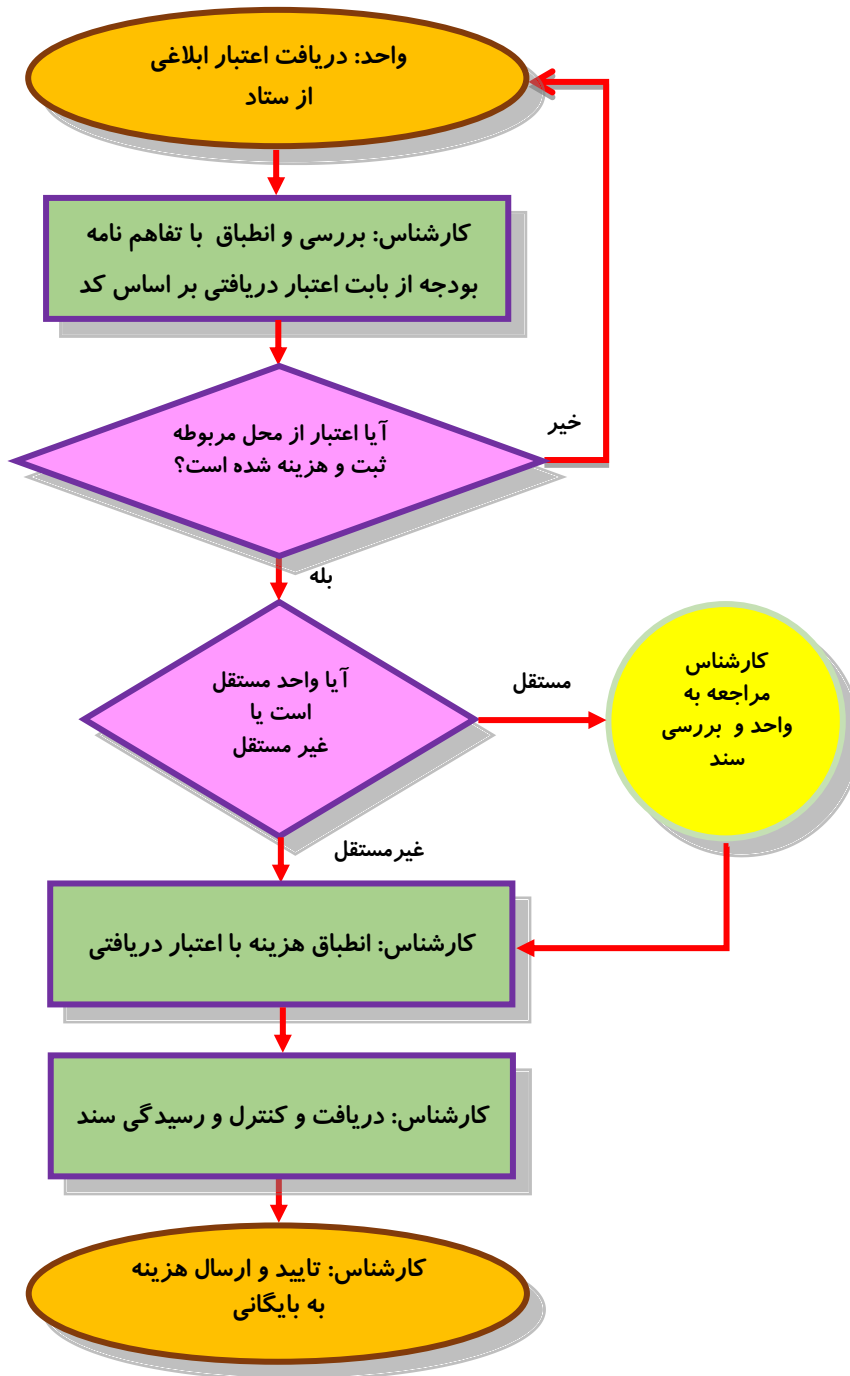 واحد: دریافت اعتبار ابلاغی
از ستاد
کارشناس: بررسی و انطباق با تفاهم نامه
بودجه از بابت اعتبار دریافتی بر اساس کد
آیا اعتبار از محل مربوطه
ثبت و هزینه شده است؟
خیر
بله
آیا واحد مستقل
است یا
غیر مستقل
مستقل
کارشناس
مراجعه به
واحد و بررسی
سند
غیرمستقل
کارشناس: انطباق هزینه با اعتبار دریافتی
کارشناس: دریافت و کنترل و رسیدگی سند
کارشناس: تایید و ارسال هزینه
به بایگانی